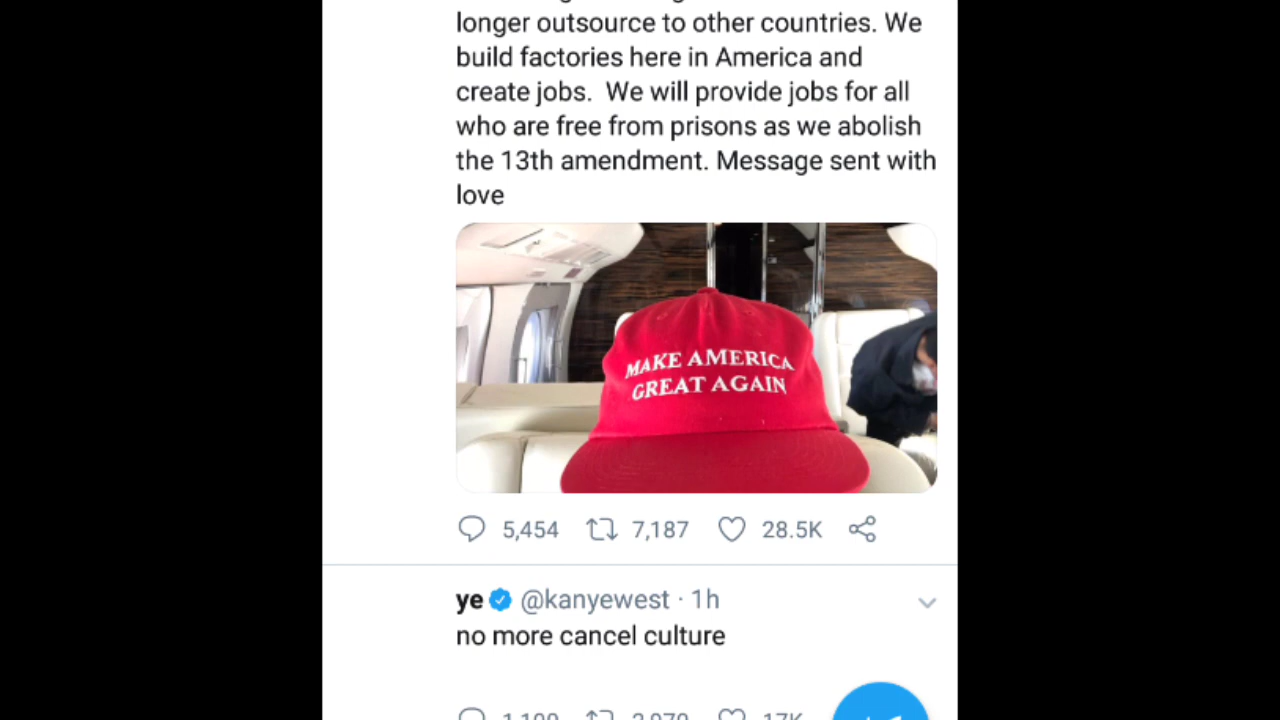 longer outsource to other countries. We
build factories here in America and
create jobs.  We will provide jobs for all
who are free from prisons as we abolish
the 13th amendment. Message sent with
love
MAKE AMERICA
GREAT AGAIN
5,454 7,187 28.5K
ye @kanyewest · 1h
no more cancel culture
17K